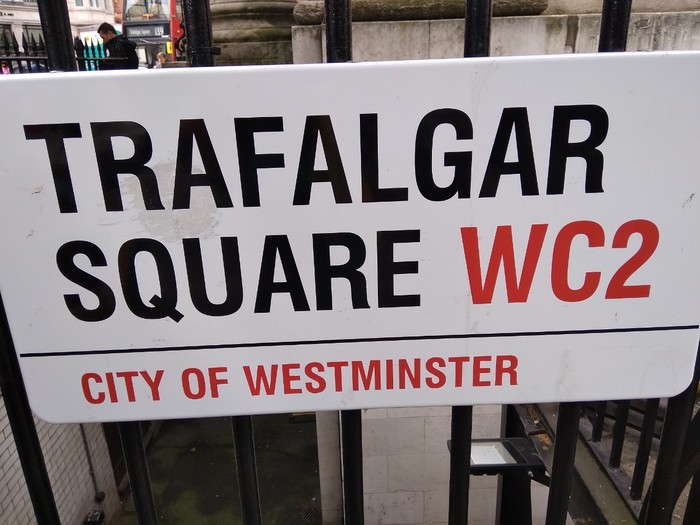 TRAFALGAR
SQUARE WC2
CITY OF WESTMINSTER